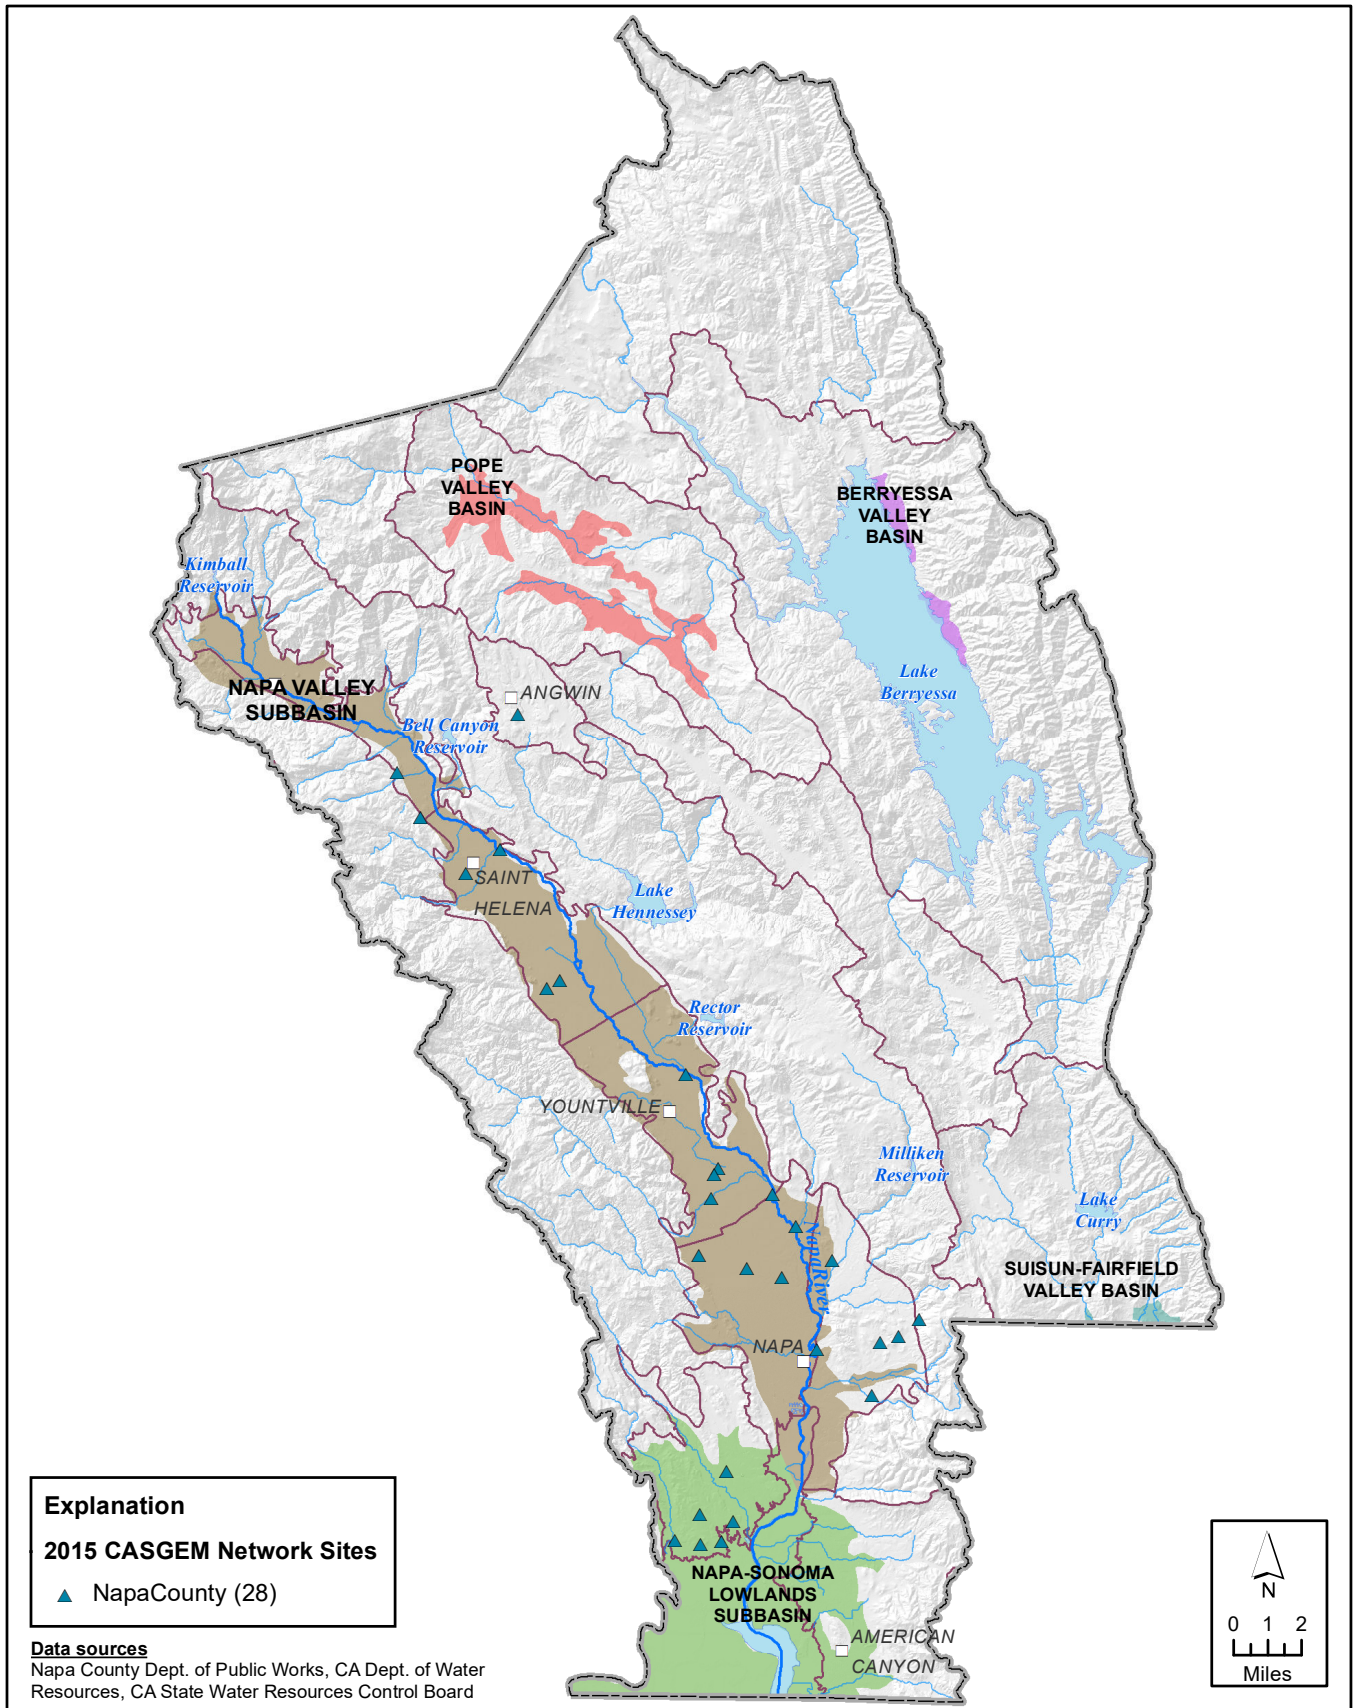 POPE
VALLEY
BASIN
BERRYESSA
VALLEY
BASIN
Kimball
Reservoir
Lake
Berryessa
NAPA VALLEY
SUBBASIN
ANGWIN
Bell Canyon
Reservoir
SAINT
HELENA
Lake
Hennessey
Rector
Reservoir
YOUNTVILLE
Milliken
Reservoir
Lake
Curry
Napa River
SUISUN-FAIRFIELD
VALLEY BASIN
NAPA
NAPA-SONOMA
LOWLANDS
SUBBASIN
AMERICAN
CANYON
Explanation
2015 CASGEM Network Sites
NapaCounty (28)
Data sources
Napa County Dept. of Public Works, CA Dept. of Water
Resources, CA State Water Resources Control Board
N
0 1 2
Miles